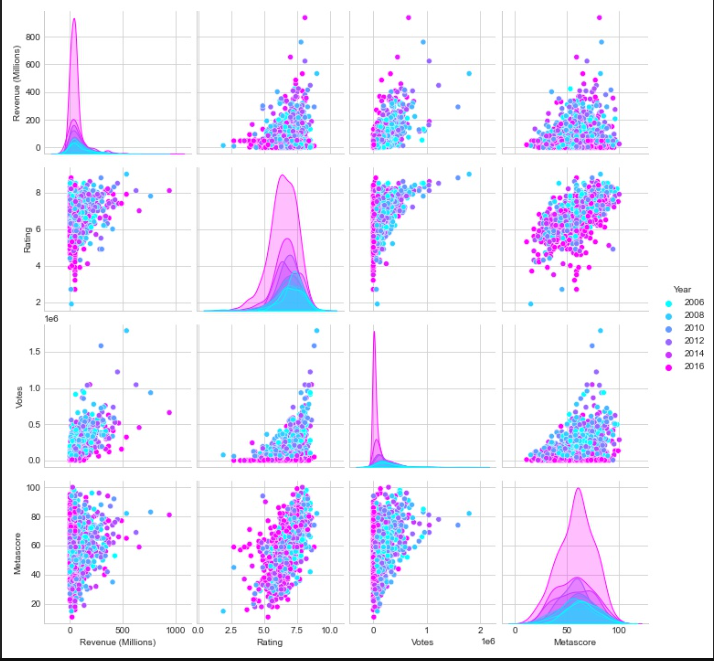 Revenue (Millions)
800
600
400
200
0
Rating
8
6
4
2
1e6
Votes
1.5
1.0
0.5
0.0
Metascore
100
80
60
40
20
0 500 1000
Revenue (Millions)
0.0 2.5 5.0 7.5 10.0
Rating
0 1 2
1e6
Votes
0 50 100
Metascore
Year
2006
2008
2010
2012
2014
2016